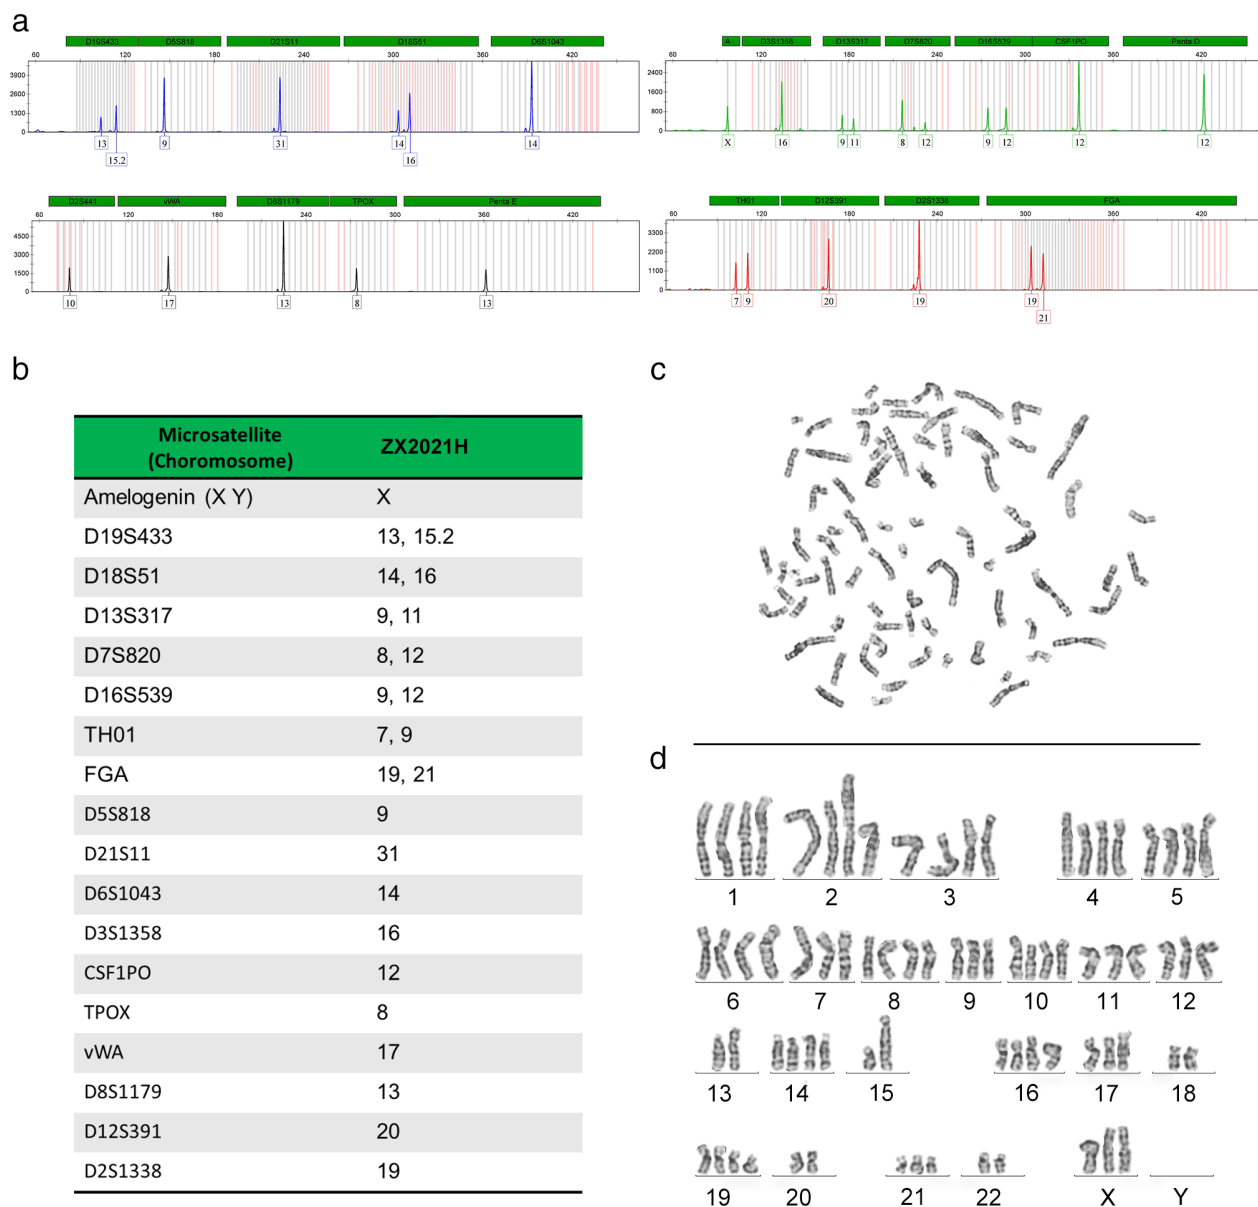 a
D19S433 D5S818 D21S11 D18S51 D6S1043
60 120 180 240 300 360 420
3900
2600
1300
0
13 9 31 14 14
15.2 16
A D3S1358 D13S317 D7S820 D16S539 CSF1PO Penta D
60 120 180 240 300 360 420
2400
1600
800
0
X 16 9 11 8 12 9 12 12 12
D2S441 vWA D8S1179 TPOX Penta E
60 120 180 240 300 360 420
4500
3000
1500
0
10 17 13 8 13
TH01 D12S391 D2S1338 FGA
60 120 180 240 300 360 420
3300
2200
1100
0
7 9 20 19 19
21
b
Microsatellite
(Choromosome) ZX2021H
Amelogenin (X Y) X
D19S433 13, 15.2
D18S51 14, 16
D13S317 9, 11
D7S820 8, 12
D16S539 9, 12
TH01 7, 9
FGA 19, 21
D5S818 9
D21S11 31
D6S1043 14
D3S1358 16
CSF1PO 12
TPOX 8
vWA 17
D8S1179 13
D12S391 20
D2S1338 19
c
d
1 2 3 4 5
6 7 8 9 10 11 12
13 14 15 16 17 18
19 20 21 22 X Y